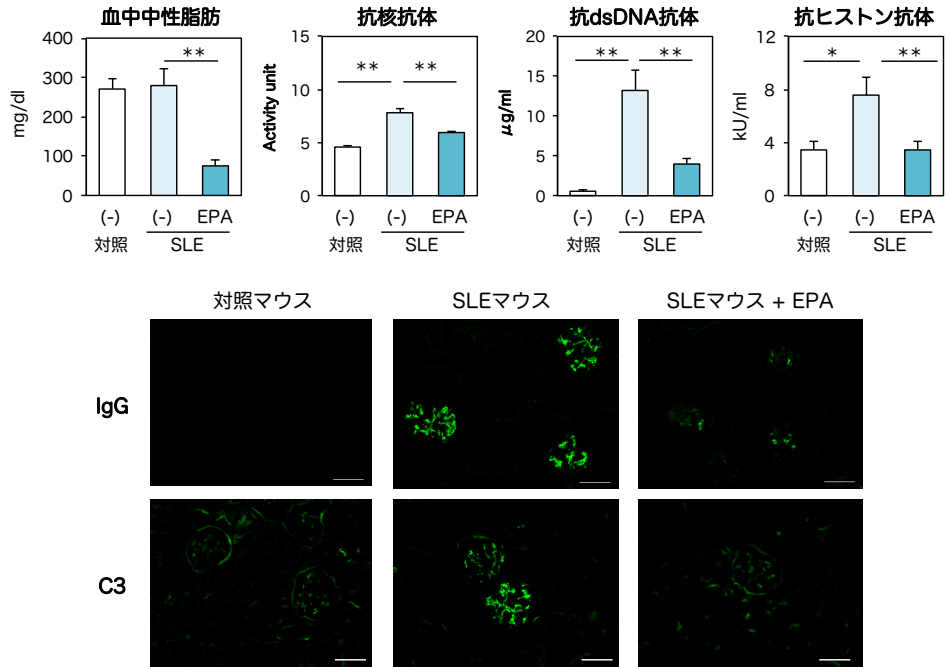 血中中性脂肪
mg/dl
400
300
200
100
0
**
(-)
(-)
EPA
対照
SLE
抗核抗体
Activity unit
15
10
5
0
**
**
(-)
(-)
EPA
対照
SLE
抗dsDNA抗体
μg/ml
20
15
10
5
0
**
**
(-)
(-)
EPA
対照
SLE
抗ヒストン抗体
kU/ml
12
8
4
0
*
**
(-)
(-)
EPA
対照
SLE
対照マウス
SLEマウス
SLEマウス + EPA
IgG
C3